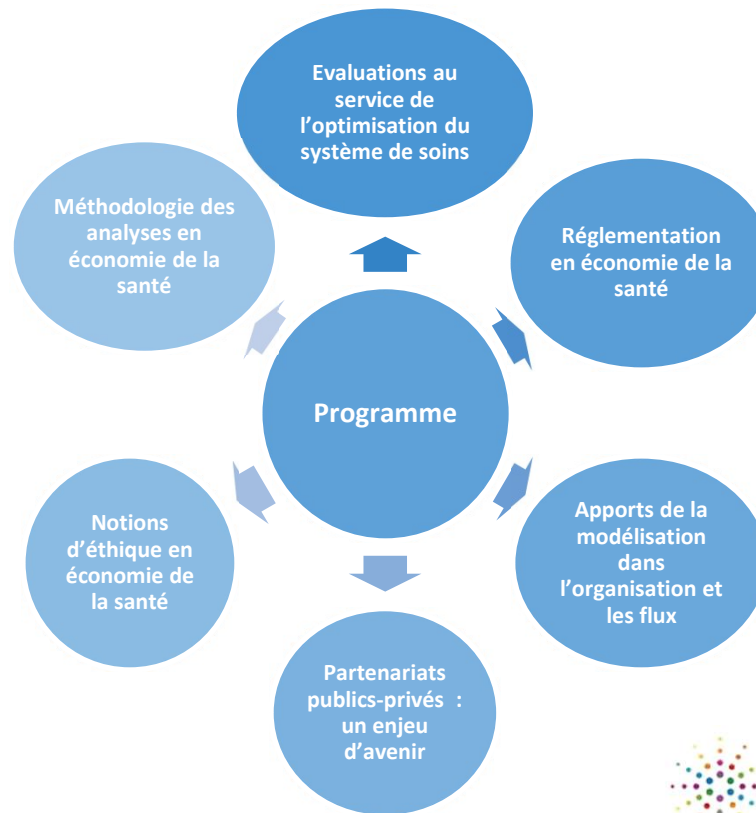 Evaluations au
service de
l'optimisation du
système de soins
Méthodologie des
analyses en
économie de la
santé
Réglementation
en économie de la
santé
Programme
Notions
d'éthique en
économie de
la santé
Apports de la
modélisation
dans
l'organisation et
les flux
Partenariats
publics-privés :
un enjeu
d'avenir